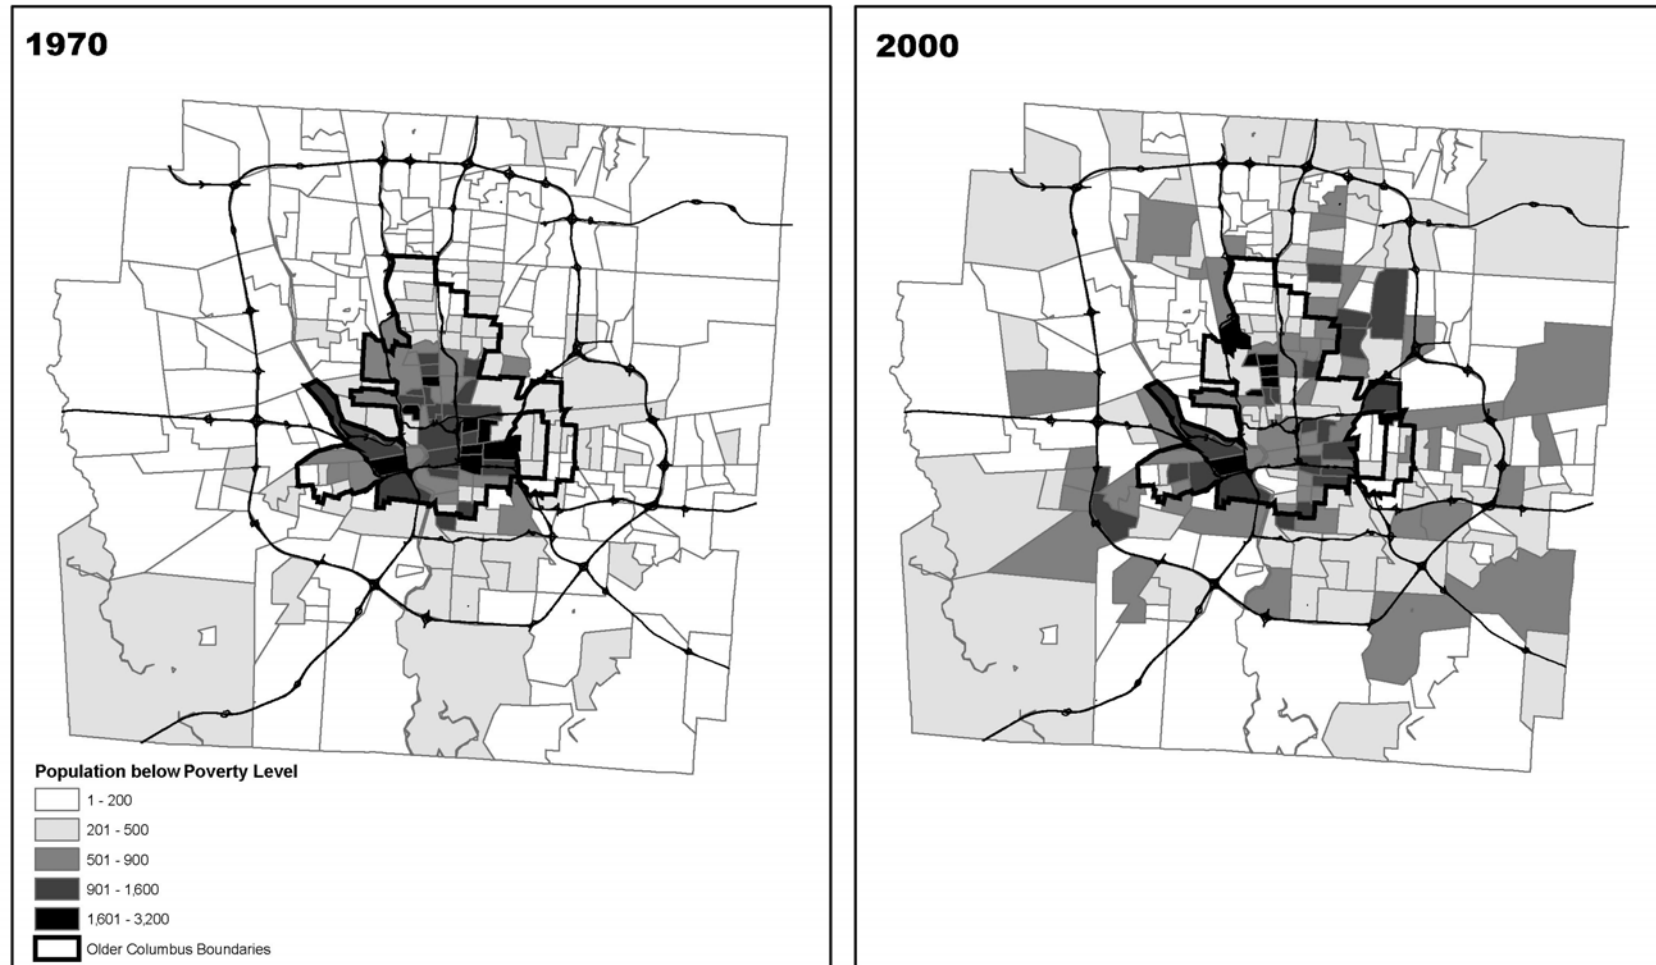 1970
2000
Population below Poverty Level
1 - 200
201 - 500
501 - 900
901 - 1,600
1,601 - 3,200
Older Columbus Boundaries